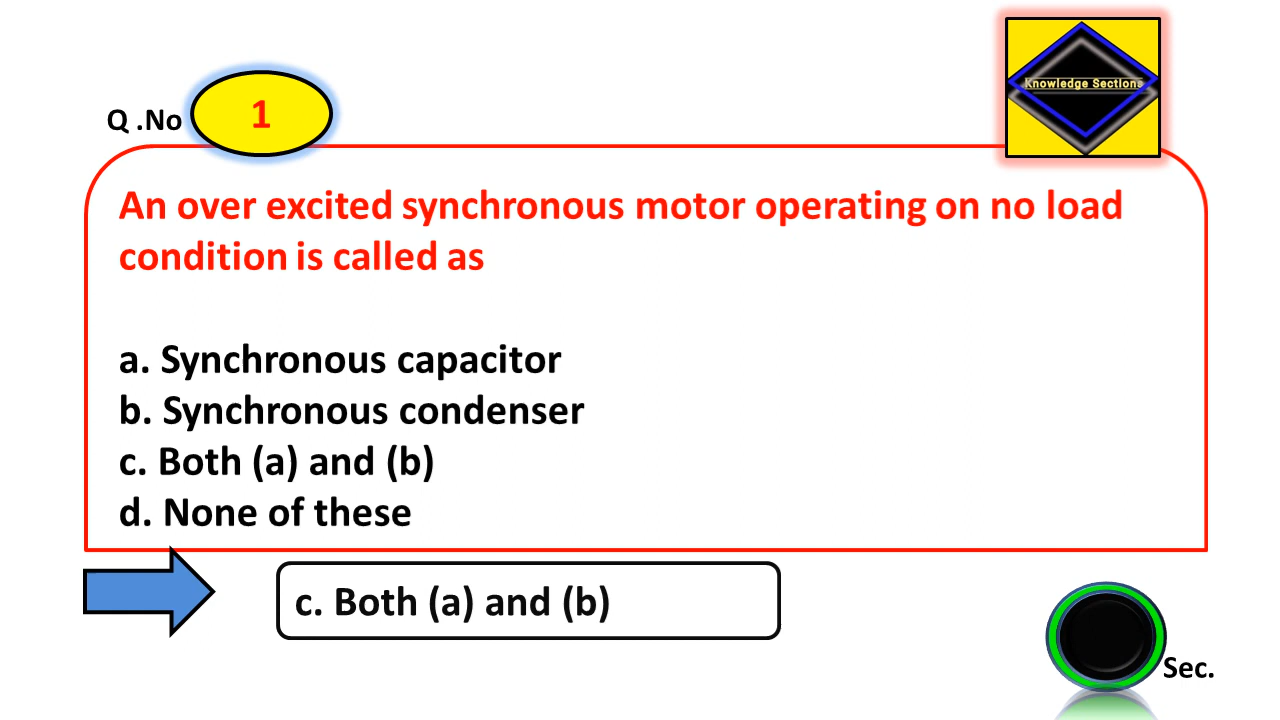 Knowledge Sections
Q .No 1
An over excited synchronous motor operating on no load
condition is called as
a. Synchronous capacitor
b. Synchronous condenser
c. Both (a) and (b)
d. None of these
c. Both (a) and (b)
Sec.